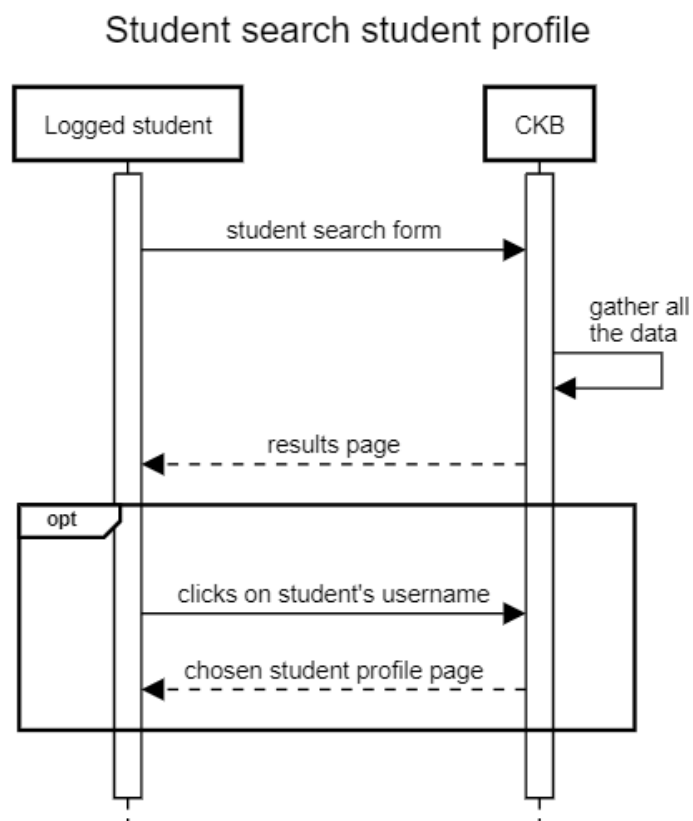 Student search student profile
Logged student
CKB
student search form
gather all
the data
results page
opt
clicks on student's username
chosen student profile page